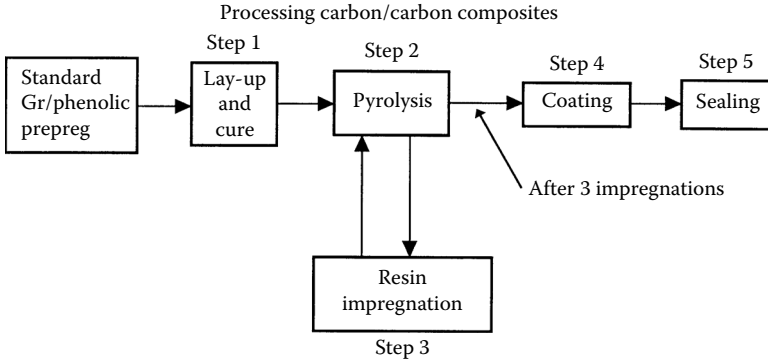 Processing carbon/carbon composites
Step 1
Step 2
Step 4
Step 5
Standard
Gr/phenolic
prepreg
Lay-up
and
cure
Pyrolysis
Coating
Sealing
After 3 impregnations
Resin
impregnation
Step 3